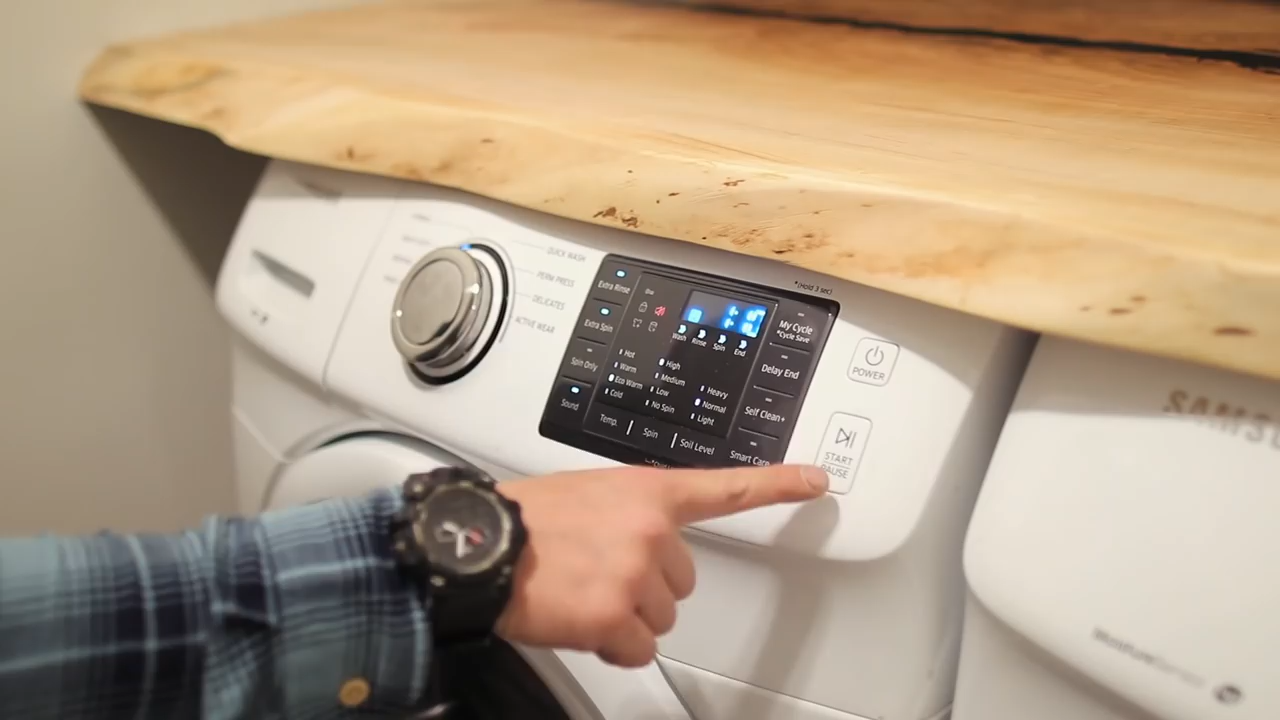 QUICK WASH
PERM PRESS
DELICATES
ACTIVE WEAR
*(Hold 3 sec)
Extra Rinse
Extra Spin
Spin Only
Sound
Wash Rinse Spin End
Hot
Warm
Eco Warm
Cold
High
Medium
Low
No Spin
Heavy
Normal
Light
Temp. Spin Soil Level
My Cycle
*Cycle Save
Delay End
Self Clean+
Smart Care
POWER
START
PAUSE
SAMS